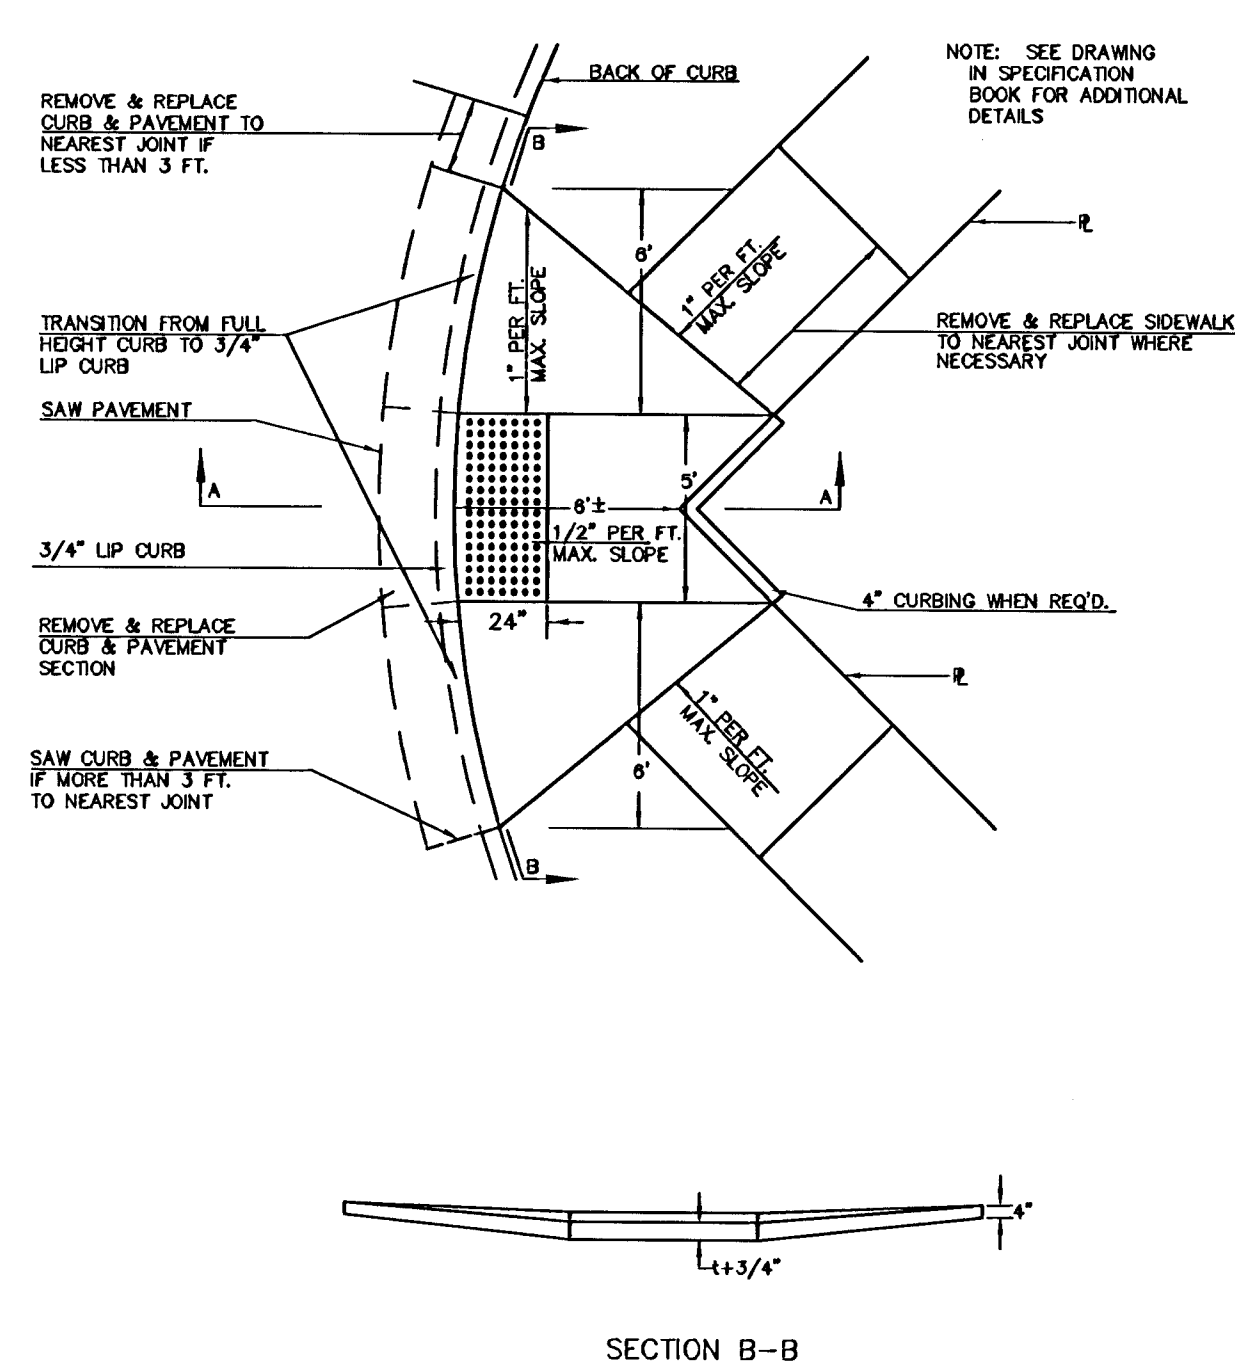 NOTE: SEE DRAWING
IN SPECIFICATION
BOOK FOR ADDITIONAL
DETAILS
BACK OF CURB
REMOVE & REPLACE
CURB & PAVEMENT TO
NEAREST JOINT IF
LESS THAN 3 FT.
B
6'
1" PER FT.
MAX. SLOPE
1" PER FT.
MAX. SLOPE
PL
TRANSITION FROM FULL
HEIGHT CURB TO 3/4"
LIP CURB
REMOVE & REPLACE SIDEWALK
TO NEAREST JOINT WHERE
NECESSARY
SAW PAVEMENT
A
5'
A
6'±
1/2" PER FT.
MAX. SLOPE
3/4" LIP CURB
4" CURBING WHEN REQ'D.
24"
REMOVE & REPLACE
CURB & PAVEMENT
SECTION
PL
1" PER FT.
MAX. SLOPE
SAW CURB & PAVEMENT
IF MORE THAN 3 FT.
TO NEAREST JOINT
6'
B
4"
t+3/4"
SECTION B-B